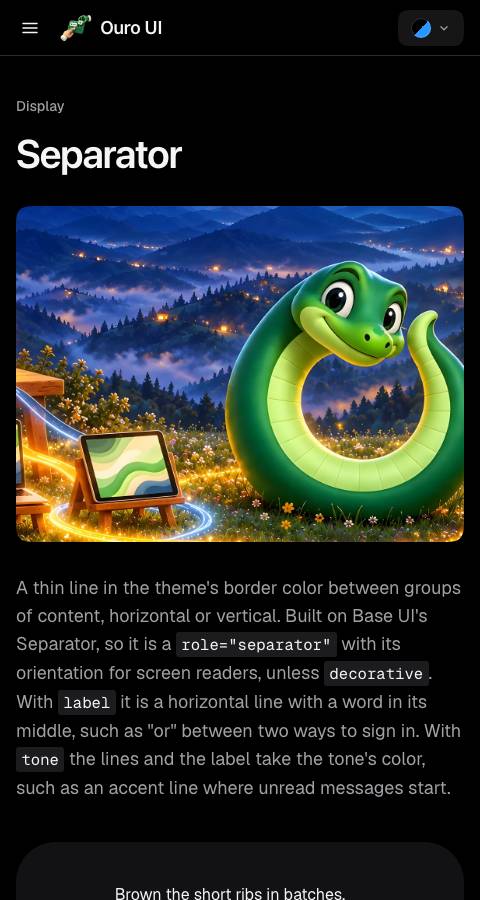 Ouro UI
Display
Separator
A thin line in the theme's border color between groups
of content, horizontal or vertical. Built on Base UI's
Separator, so it is a role="separator" with its
orientation for screen readers, unless decorative.
With label it is a horizontal line with a word in its
middle, such as "or" between two ways to sign in. With
tone the lines and the label take the tone's color,
such as an accent line where unread messages start.
Brown the short ribs in batches.